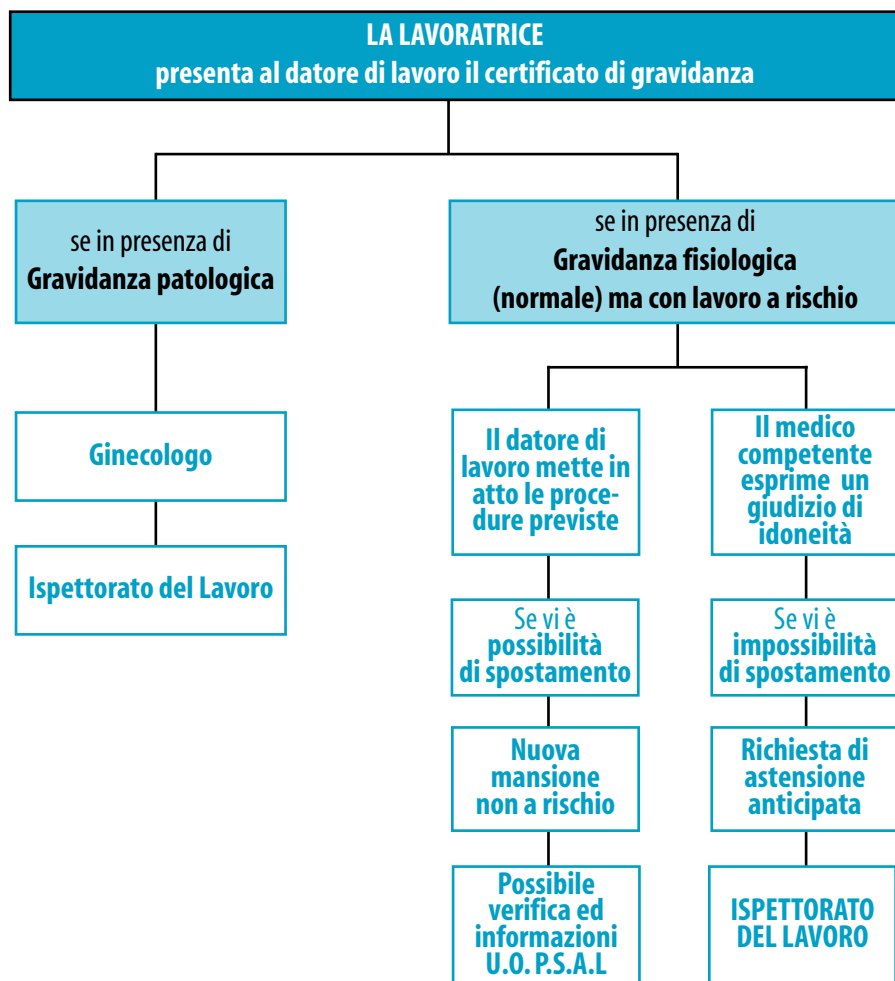 LA LAVORATRICE
presenta al datore di lavoro il certificato di gravidanza
se in presenza di
Gravidanza patologica
se in presenza di
Gravidanza fisiologica
(normale) ma con lavoro a rischio
Ginecologo
Ispettorato del Lavoro
Il datore di
lavoro mette in
atto le proce-
dure previste
Il medico
competente
esprime un
giudizio di
idoneità
Se vi è
possibilità
di spostamento
Se vi è
impossibilità
di spostamento
Nuova
mansione
non a rischio
Richiesta di
astensione
anticipata
Possibile
verifica ed
informazioni
U.O. P.S.A.L
ISPETTORATO
DEL LAVORO